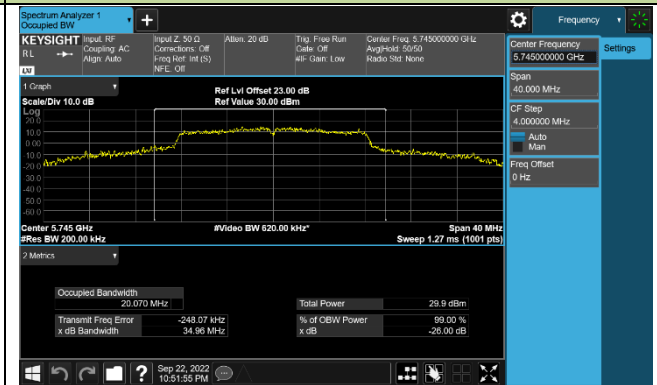 Spectrum Analyzer 1
Occupied BW
+
Frequency
KEYSIGHT
RL
LXI
Input: RF
Coupling: AC
Align: Auto
Input Z: 50 Ω
Corrections: Off
Freq Ref: Int (S)
NFE: Off
Atten: 20 dB
Trig: Free Run
Gate: Off
#IF Gain: Low
Center Freq: 5.745000000 GHz
Avg|Hold: 50/50
Radio Std: None
Center Frequency
5.745000000 GHz
Settings
Span
40.000 MHz
CF Step
4.000000 MHz
Auto
Man
Freq Offset
0 Hz
1 Graph
Scale/Div 10.0 dB
Ref Lvl Offset 23.00 dB
Ref Value 30.00 dBm
Log
20.0
10.0
0.00
-10.0
-20.0
-30.0
-40.0
-50.0
-60.0
Center 5.745 GHz
#Res BW 200.00 kHz
#Video BW 620.00 kHz*
Span 40 MHz
Sweep 1.27 ms (1001 pts)
2 Metrics
Occupied Bandwidth
20.070 MHz
Transmit Freq Error -248.07 kHz
x dB Bandwidth 34.96 MHz
Total Power 29.9 dBm
% of OBW Power 99.00 %
x dB -26.00 dB
?
Sep 22, 2022
10:51:55 PM